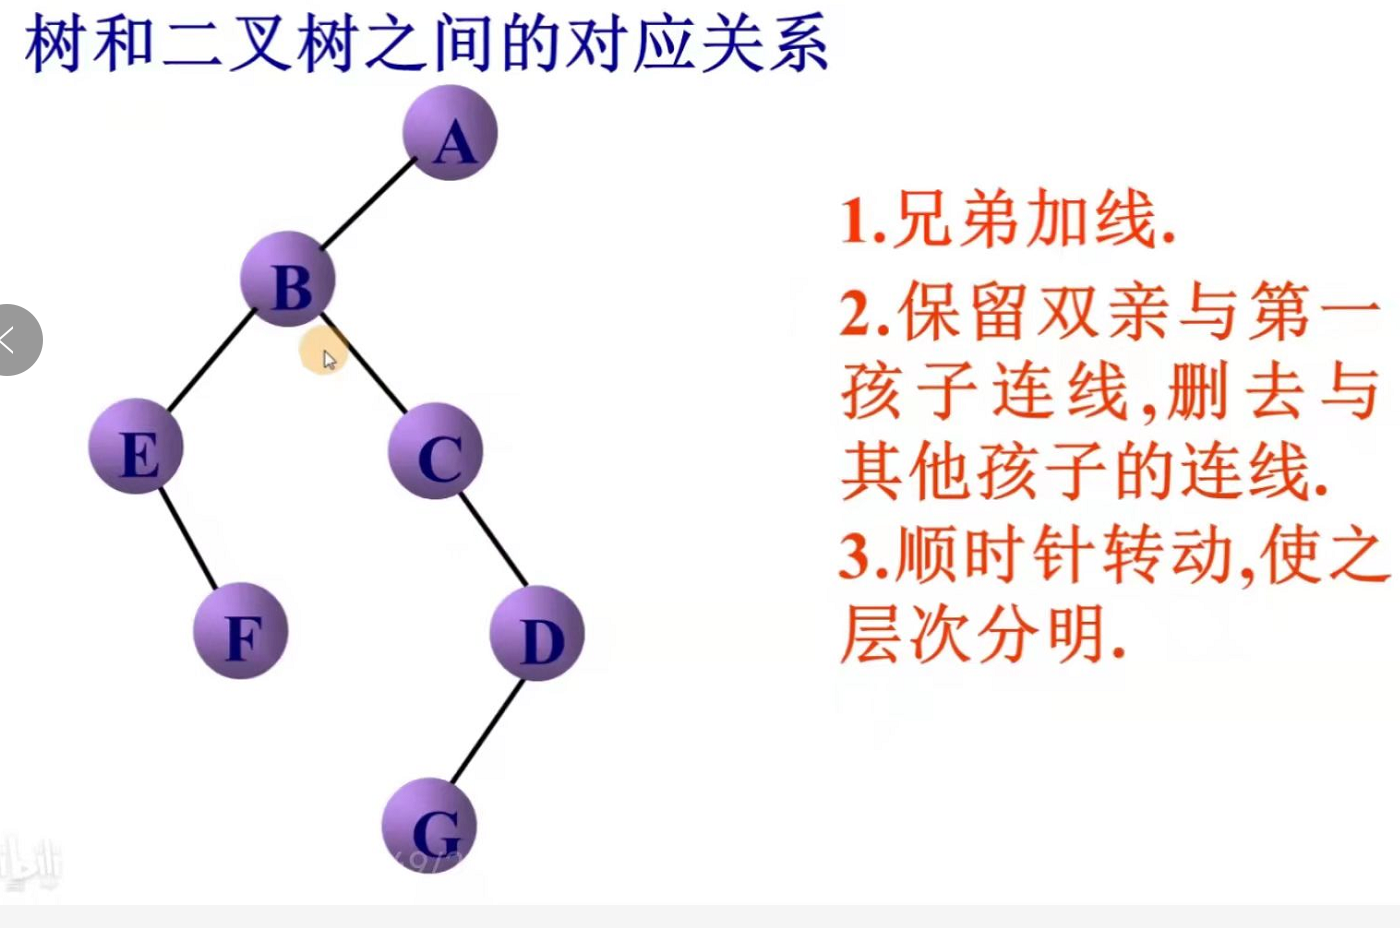 树和二叉树之间的对应关系
A
1.兄弟加线.
B
2.保留双亲与第一
孩子连线,删去与
E
C
其他孩子的连线.
3.顺时针转动,使之
F
D
层次分明.
G
bili